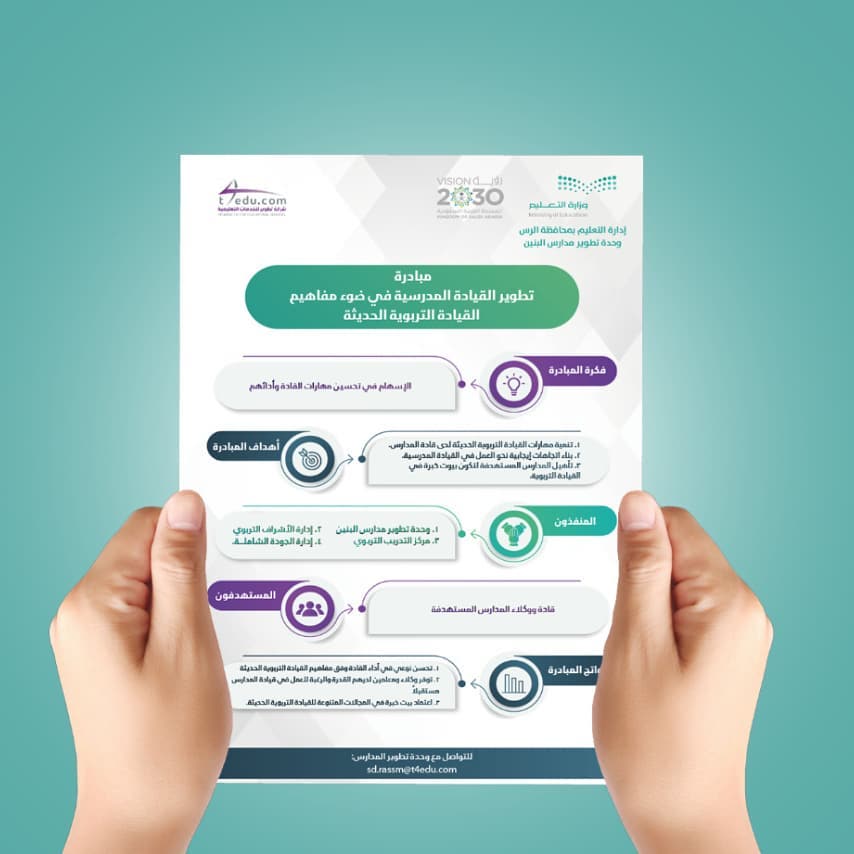 وزارة التعليم
Ministry of Education
إدارة التعليم بمحافظة الرس
وحدة تطوير مدارس البنين
VISION رؤية
2030
المملكة العربية السعودية
KINGDOM OF SAUDI ARABIA
t4edu.com
شركة تطوير للخدمات التعليمية
مبادرة
تطوير القيادة المدرسية في ضوء مفاهيم
القيادة التربوية الحديثة
فكرة المبادرة
الإسهام في تحسين مهارات القادة وأدائهم
أهداف المبادرة
١. تنمية مهارات القيادة التربوية الحديثة لدى قادة المدارس.
٢. بناء اتجاهات إيجابية نحو العمل في القيادة المدرسية.
٣. تأهيل المدارس المستهدفة لتكون بيوت خبرة في
القيادة التربوية.
المنفذون
١. وحدة تطوير مدارس البنين ٢. إدارة الأشراف التربوي
٣. مركز التدريب التربوي ٤. إدارة الجودة الشاملة.
المستهدفون
قادة ووكلاء المدارس المستهدفة
واتج المبادرة
١. تحسن نوعي في أداء القادة وفق مفاهيم القيادة التربوية الحديثة
٢. توفر وكلاء ومعلمين لديهم القدرة والرغبة للعمل في قيادة المدارس
مستقبلاً
٣. اعتماد بيت خبرة في المجالات المتنوعة للقيادة التربوية الحديثة.
للتواصل مع وحدة تطوير المدارس:
sd.rassm@t4edu.com